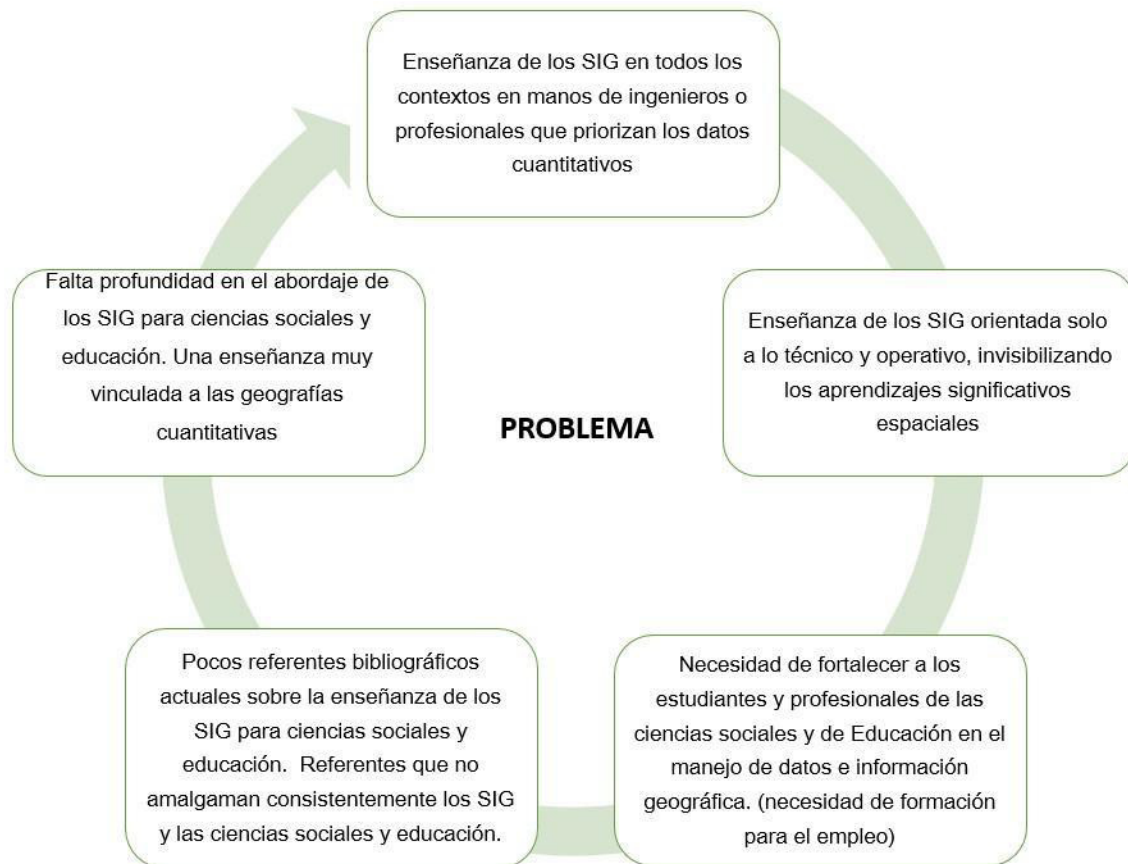 Enseñanza de los SIG en todos los
contextos en manos de ingenieros o
profesionales que priorizan los datos
cuantitativos
Enseñanza de los SIG orientada solo
a lo técnico y operativo, invisibilizando
los aprendizajes significativos
espaciales
Necesidad de fortalecer a los
estudiantes y profesionales de las
ciencias sociales y de Educación en el
manejo de datos e información
geográfica. (necesidad de formación
para el empleo)
Pocos referentes bibliográficos
actuales sobre la enseñanza de los
SIG para ciencias sociales y
educación. Referentes que no
amalgaman consistentemente los SIG
y las ciencias sociales y educación.
Falta profundidad en el abordaje de
los SIG para ciencias sociales y
educación. Una enseñanza muy
vinculada a las geografías
cuantitativas
PROBLEMA